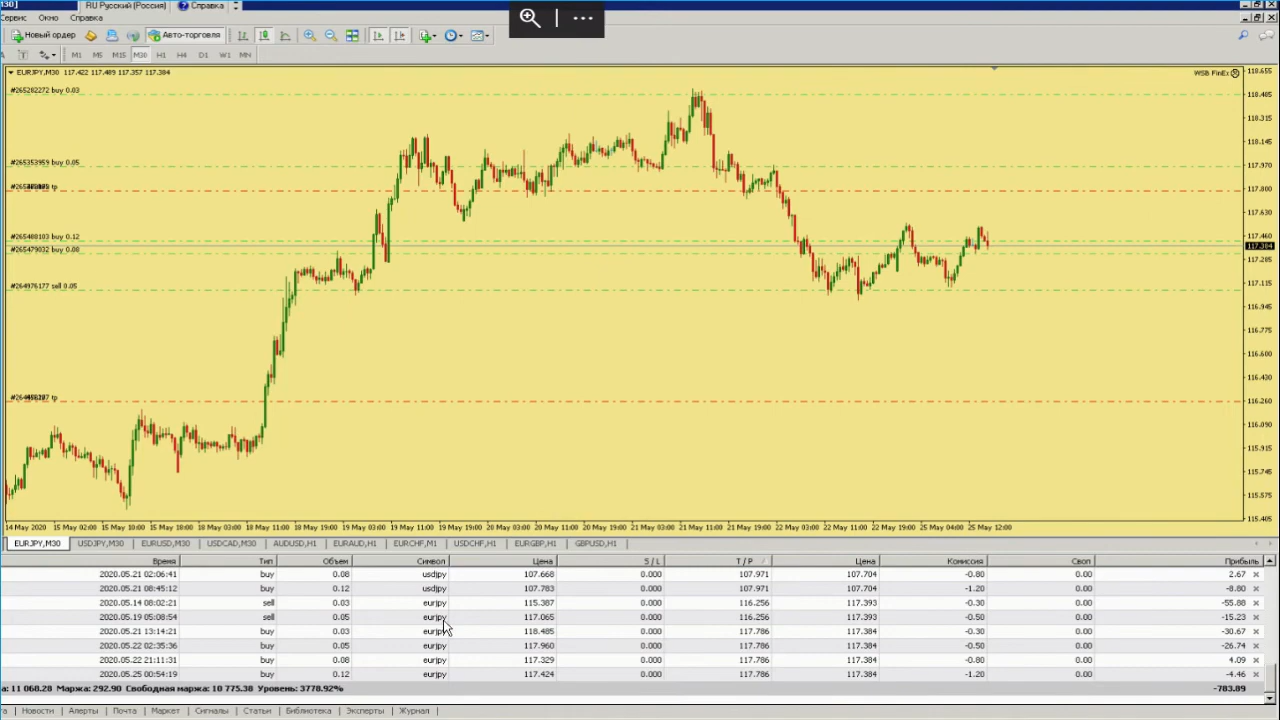 M30]
RU Русский (Россия) Справка
Сервис Окно Справка
Новый ордер Авто-торговля
M1 M5 M15 M30 H1 H4 D1 W1 MN
EURJPY,M30 117.422 117.489 117.357 117.384 WSB FinEx
118.655
#265282272 buy 0.03 118.485
118.315
118.145
#265353959 buy 0.05 117.970
117.800
117.630
#265488103 buy 0.12 117.460
117.384
#265479032 buy 0.08 117.285
#264976177 sell 0.05 117.115
116.945
116.775
116.600
116.430
116.260
116.090
115.915
115.745
115.575
115.405
14 May 2020 15 May 02:00 15 May 10:00 15 May 18:00 18 May 03:00 18 May 11:00 18 May 19:00 19 May 03:00 19 May 11:00 19 May 19:00 20 May 03:00 20 May 11:00 20 May 19:00 21 May 03:00 21 May 11:00 21 May 19:00 22 May 03:00 22 May 11:00 22 May 19:00 25 May 04:00 25 May 12:00
EURJPY,M30 USDJPY,M30 EURUSD,M30 USDCAD,M30 AUDUSD,H1 EURAUD,H1 EURCHF,M1 USDCHF,H1 EURGBP,H1 GBPUSD,H1
Время Тип Объем Символ Цена S / L T / P Цена Комиссия Своп Прибыль
2020.05.21 02:06:41 buy 0.08 usdjpy 107.668 0.000 107.971 107.704 -0.80 0.00 2.67
2020.05.21 08:45:12 buy 0.12 usdjpy 107.783 0.000 107.971 107.704 -1.20 0.00 -8.80
2020.05.14 08:02:21 sell 0.03 eurjpy 115.387 0.000 116.256 117.393 -0.30 0.00 -55.88
2020.05.19 05:08:54 sell 0.05 eurjpy 117.065 0.000 116.256 117.393 -0.50 0.00 -15.23
2020.05.21 13:14:21 buy 0.03 eurjpy 118.485 0.000 117.786 117.384 -0.30 0.00 -30.67
2020.05.22 02:35:36 buy 0.05 eurjpy 117.960 0.000 117.786 117.384 -0.50 0.00 -26.74
2020.05.22 21:11:31 buy 0.08 eurjpy 117.329 0.000 117.786 117.384 -0.80 0.00 4.09
2020.05.25 00:54:19 buy 0.12 eurjpy 117.424 0.000 117.786 117.384 -1.20 0.00 -4.46
а: 11 068.28 Маржа: 292.90 Свободная маржа: 10 775.38 Уровень: 3778.92% -783.89
та Новости Алерты Почта Маркет Сигналы Статьи Библиотека Эксперты Журнал